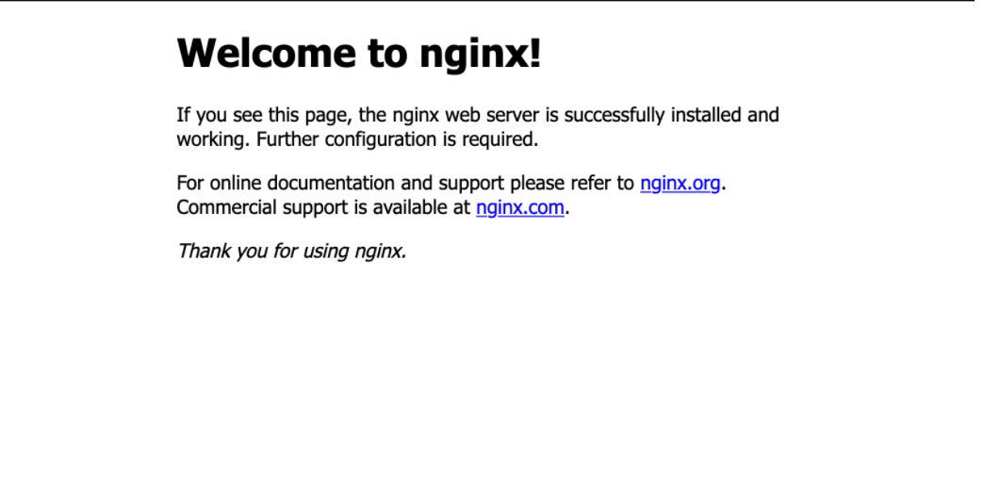 Welcome to nginx!
If you see this page, the nginx web server is successfully installed and
working. Further configuration is required.
For online documentation and support please refer to nginx.org.
Commercial support is available at nginx.com.
Thank you for using nginx.